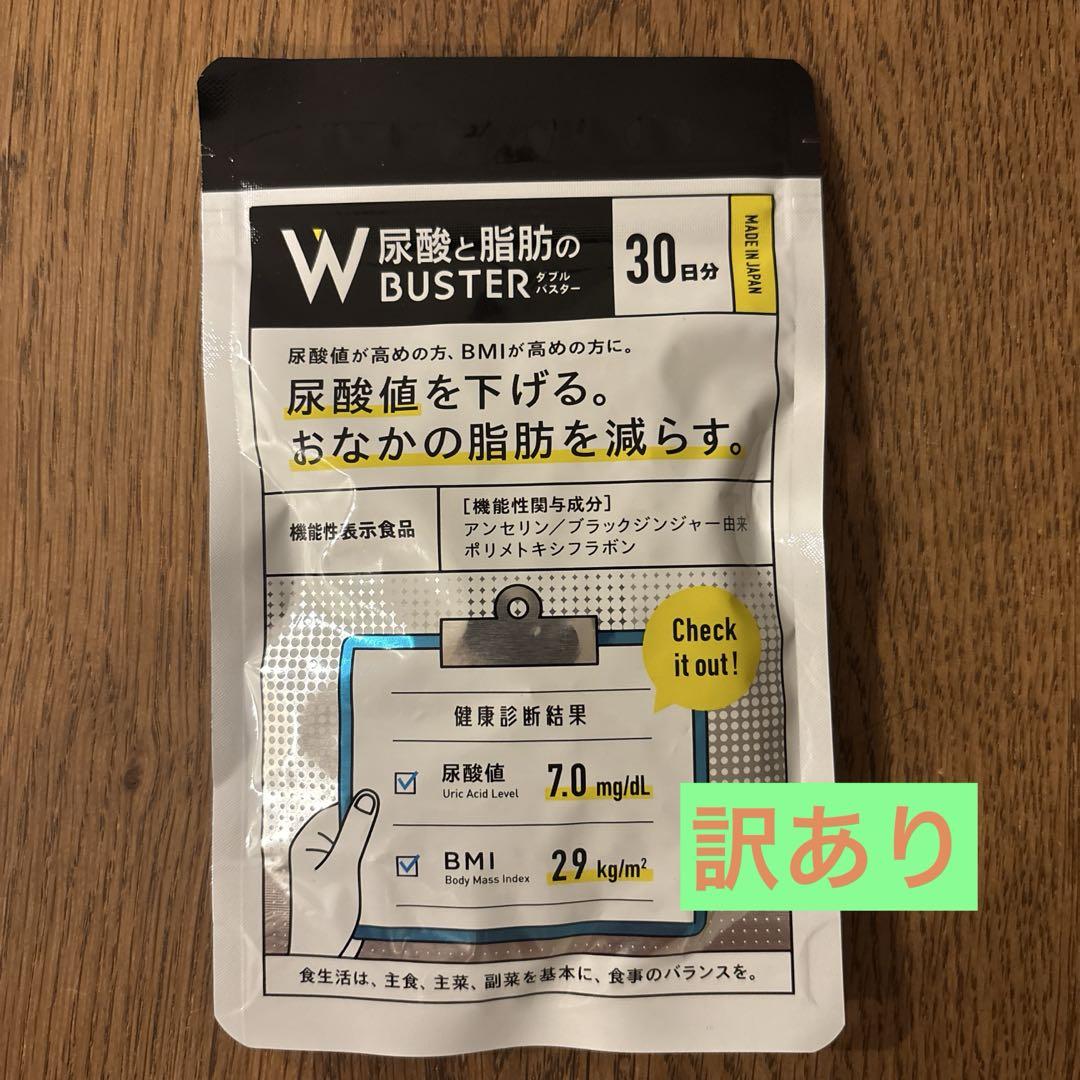 W 尿酸と脂肪の
BUSTER ダブル
バスター
30日分
MADE IN JAPAN
尿酸値が高めの方、BMIが高めの方に。
尿酸値を下げる。
おなかの脂肪を減らす。
機能性表示食品
[機能性関与成分]
アンセリン/ブラックジンジャー由来
ポリメトキシフラボン
Check
it out!
健康診断結果
尿酸値 7.0 mg/dL
Uric Acid Level
BMI 29 kg/m²
Body Mass Index
訳あり
食生活は、主食、主菜、副菜を基本に、食事のバランスを。